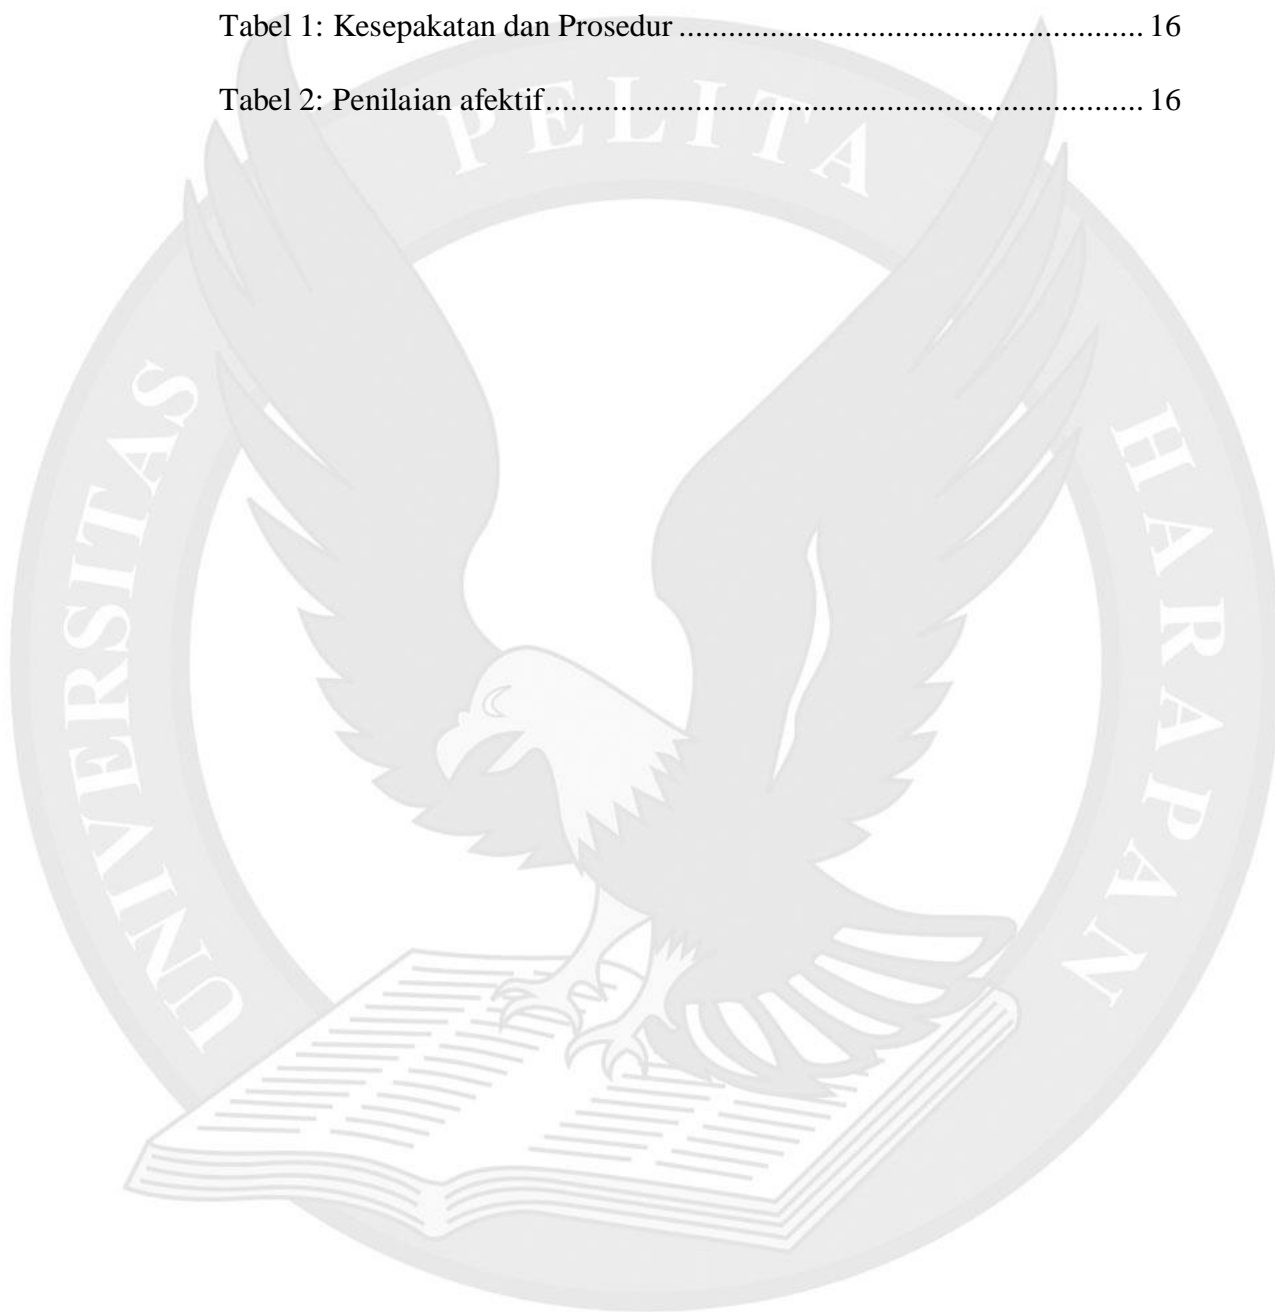 Tabel 1: Kesepakatan dan Prosedur ........................................................ 16
Tabel 2: Penilaian afektif........................................................................ 16
UNIVERSITAS PELITA HARAPAN